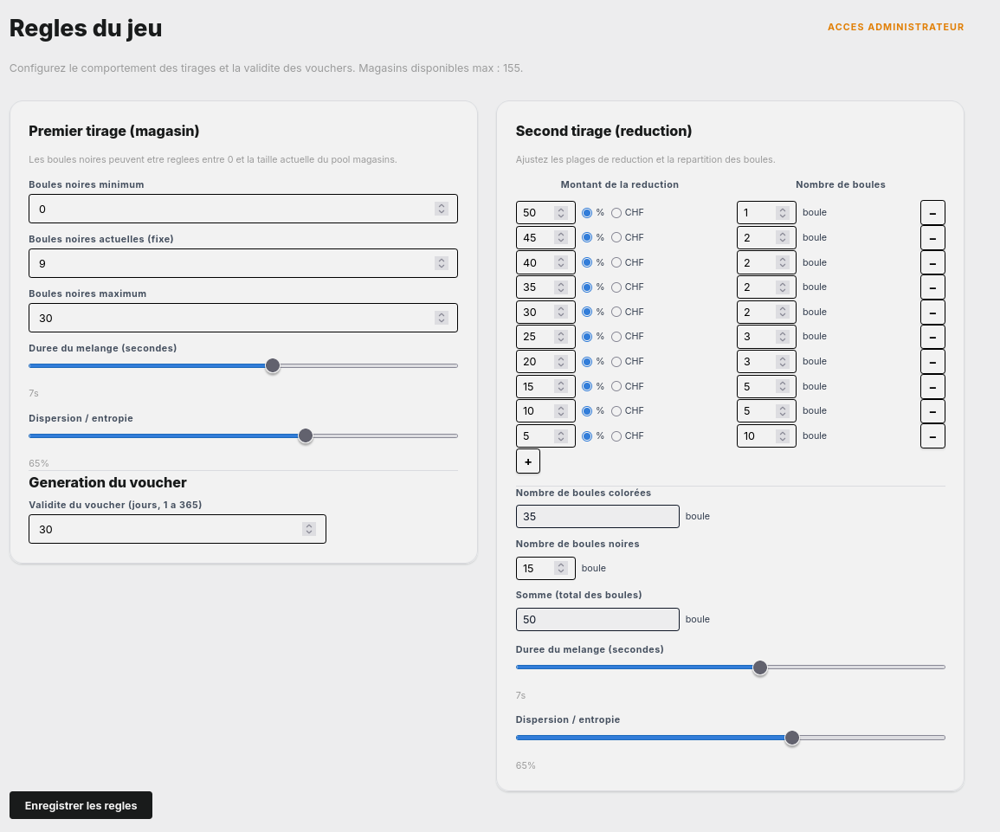 Regles du jeu
ACCES ADMINISTRATEUR
Configurez le comportement des tirages et la validite des vouchers. Magasins disponibles max : 155.
Premier tirage (magasin)
Les boules noires peuvent etre reglees entre 0 et la taille actuelle du pool magasins.
Boules noires minimum
0
Boules noires actuelles (fixe)
9
Boules noires maximum
30
Duree du melange (secondes)
7s
Dispersion / entropie
65%
Generation du voucher
Validite du voucher (jours, 1 a 365)
30
Second tirage (reduction)
Ajustez les plages de reduction et la repartition des boules.
Montant de la reduction Nombre de boules
50 % CHF 1 boule –
45 % CHF 2 boule –
40 % CHF 2 boule –
35 % CHF 2 boule –
30 % CHF 2 boule –
25 % CHF 3 boule –
20 % CHF 3 boule –
15 % CHF 5 boule –
10 % CHF 5 boule –
5 % CHF 10 boule –
+
Nombre de boules colorées
35 boule
Nombre de boules noires
15 boule
Somme (total des boules)
50 boule
Duree du melange (secondes)
7s
Dispersion / entropie
65%
Enregistrer les regles